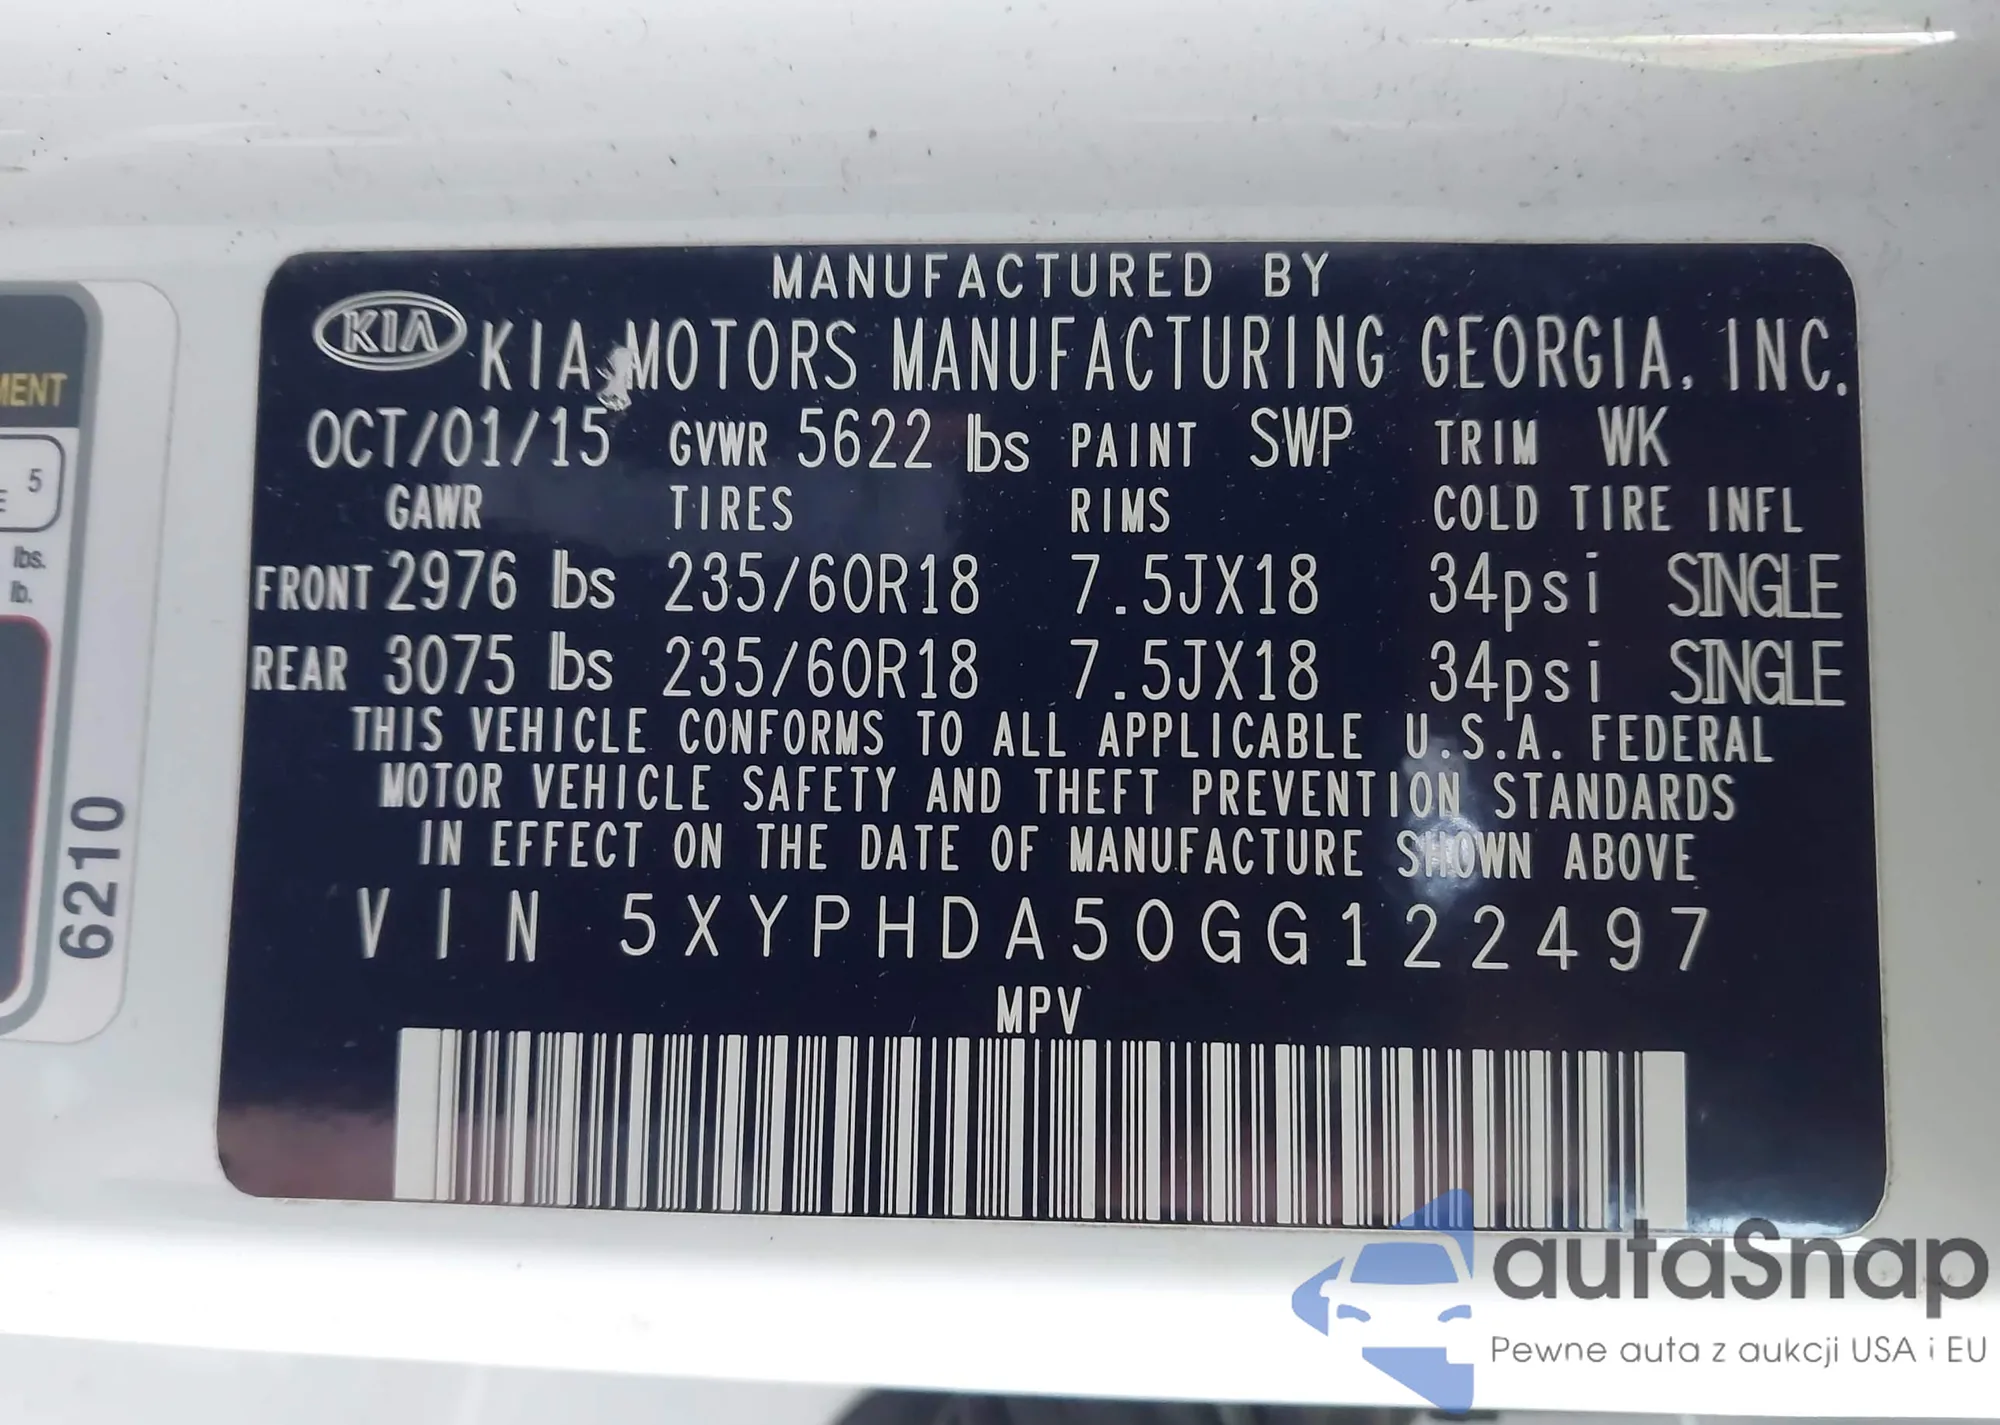 MANUFACTURED BY
KIA KIA MOTORS MANUFACTURING GEORGIA, INC.
OCT/01/15 GVWR 5622 lbs PAINT SWP TRIM WK
GAWR TIRES RIMS COLD TIRE INFL
FRONT 2976 lbs 235/60R18 7.5JX18 34psi SINGLE
REAR 3075 lbs 235/60R18 7.5JX18 34psi SINGLE
THIS VEHICLE CONFORMS TO ALL APPLICABLE U.S.A. FEDERAL
MOTOR VEHICLE SAFETY AND THEFT PREVENTION STANDARDS
IN EFFECT ON THE DATE OF MANUFACTURE SHOWN ABOVE
VIN 5XYPHDA50GG122497
MPV
5
lbs.
lb.
6210
autaSnap
Pewne auta z aukcji USA i EU